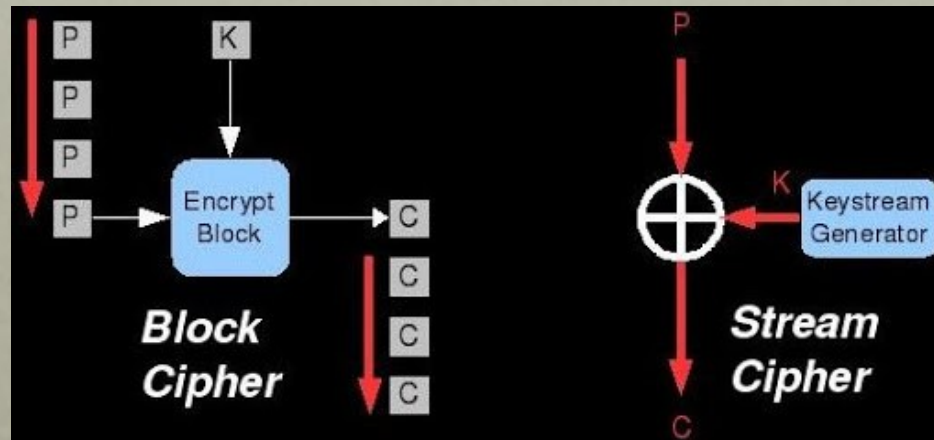 P
K
P
P
P
Encrypt
Block
C
C
C
C
Block
Cipher
P
K
Keystream
Generator
Stream
Cipher
C